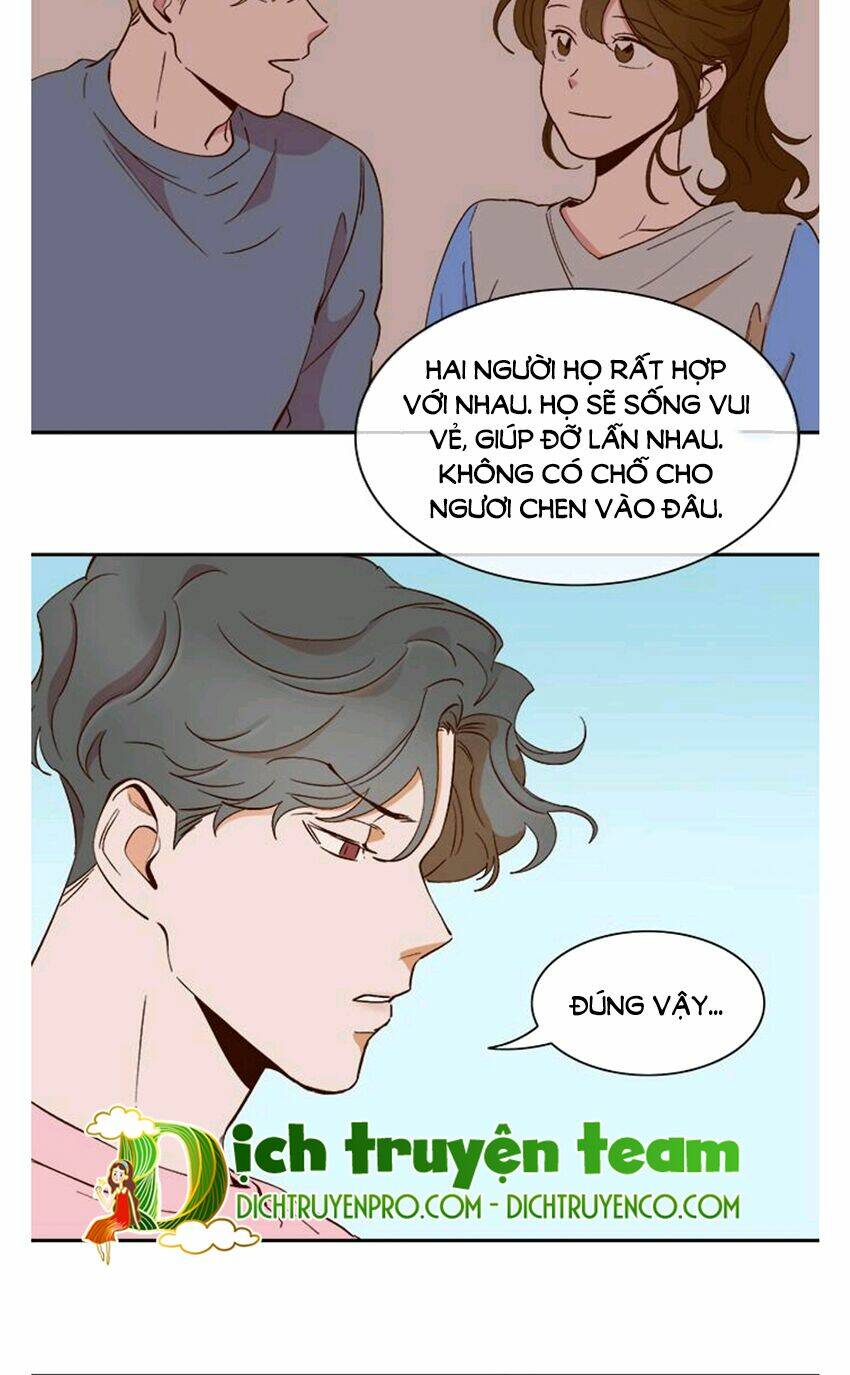 HAI NGƯỜI HỌ RẤT HỢP
VỚI NHAU. HỌ SẼ SỐNG VUI
VẺ, GIÚP ĐỠ LẪN NHAU.
KHÔNG CÓ CHỖ CHO
NGƯƠI CHEN VÀO ĐÂU.
ĐÚNG VẬY...
Dịch truyện team
DICHTRUYENPRO.COM - DICHTRUYENCO.COM